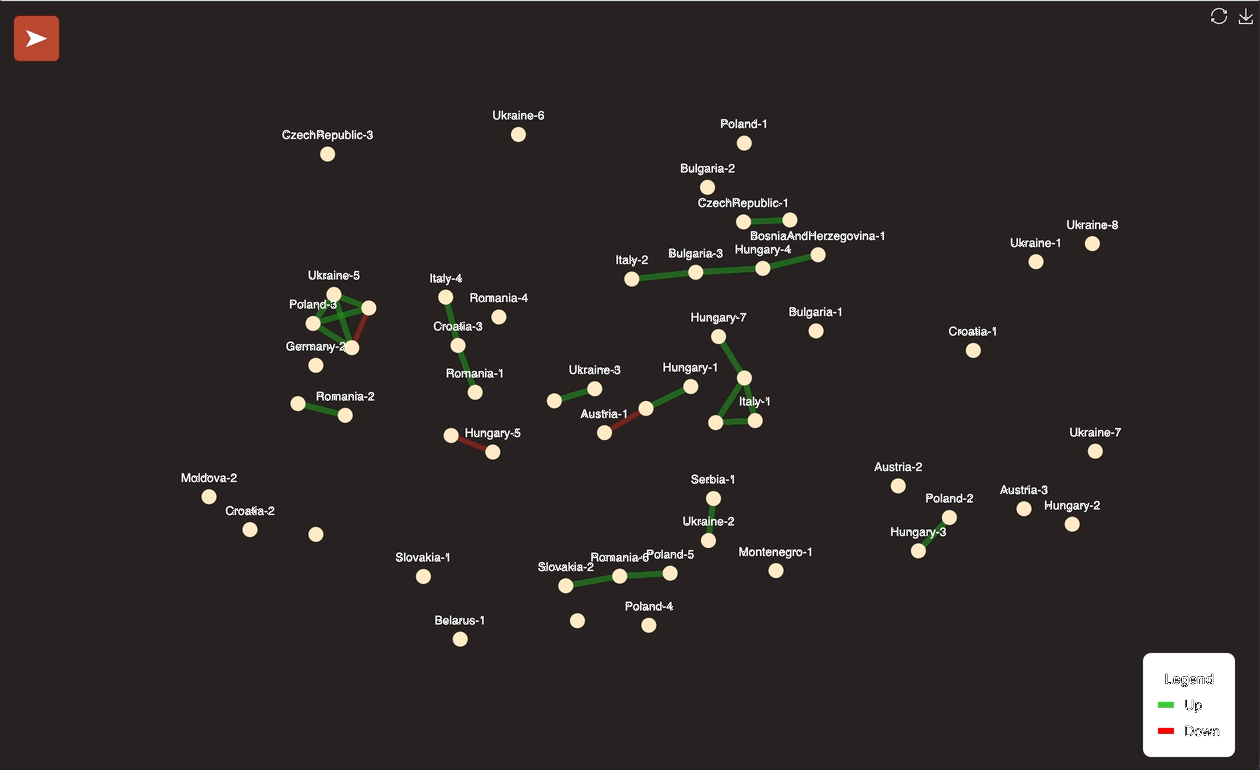 Ukraine-6
Poland-1
CzechRepublic-3
Bulgaria-2
CzechRepublic-1
Ukraine-8
BosniaAndHerzegovina-1
Ukraine-1
Hungary-4
Bulgaria-3
Italy-2
Ukraine-5
Italy-4
Romania-4
Poland-3
Bulgaria-1
Hungary-7
Croatia-3
Croatia-1
Germany-2
Hungary-1
Ukraine-3
Romania-1
Romania-2
Italy-1
Austria-1
Hungary-5
Ukraine-7
Austria-2
Moldova-2
Serbia-1
Austria-3
Poland-2
Hungary-2
Croatia-2
Ukraine-2
Hungary-3
Montenegro-1
Poland-5
Slovakia-1
Slovakia-2
Poland-4
Belarus-1
Legend
Up
Down